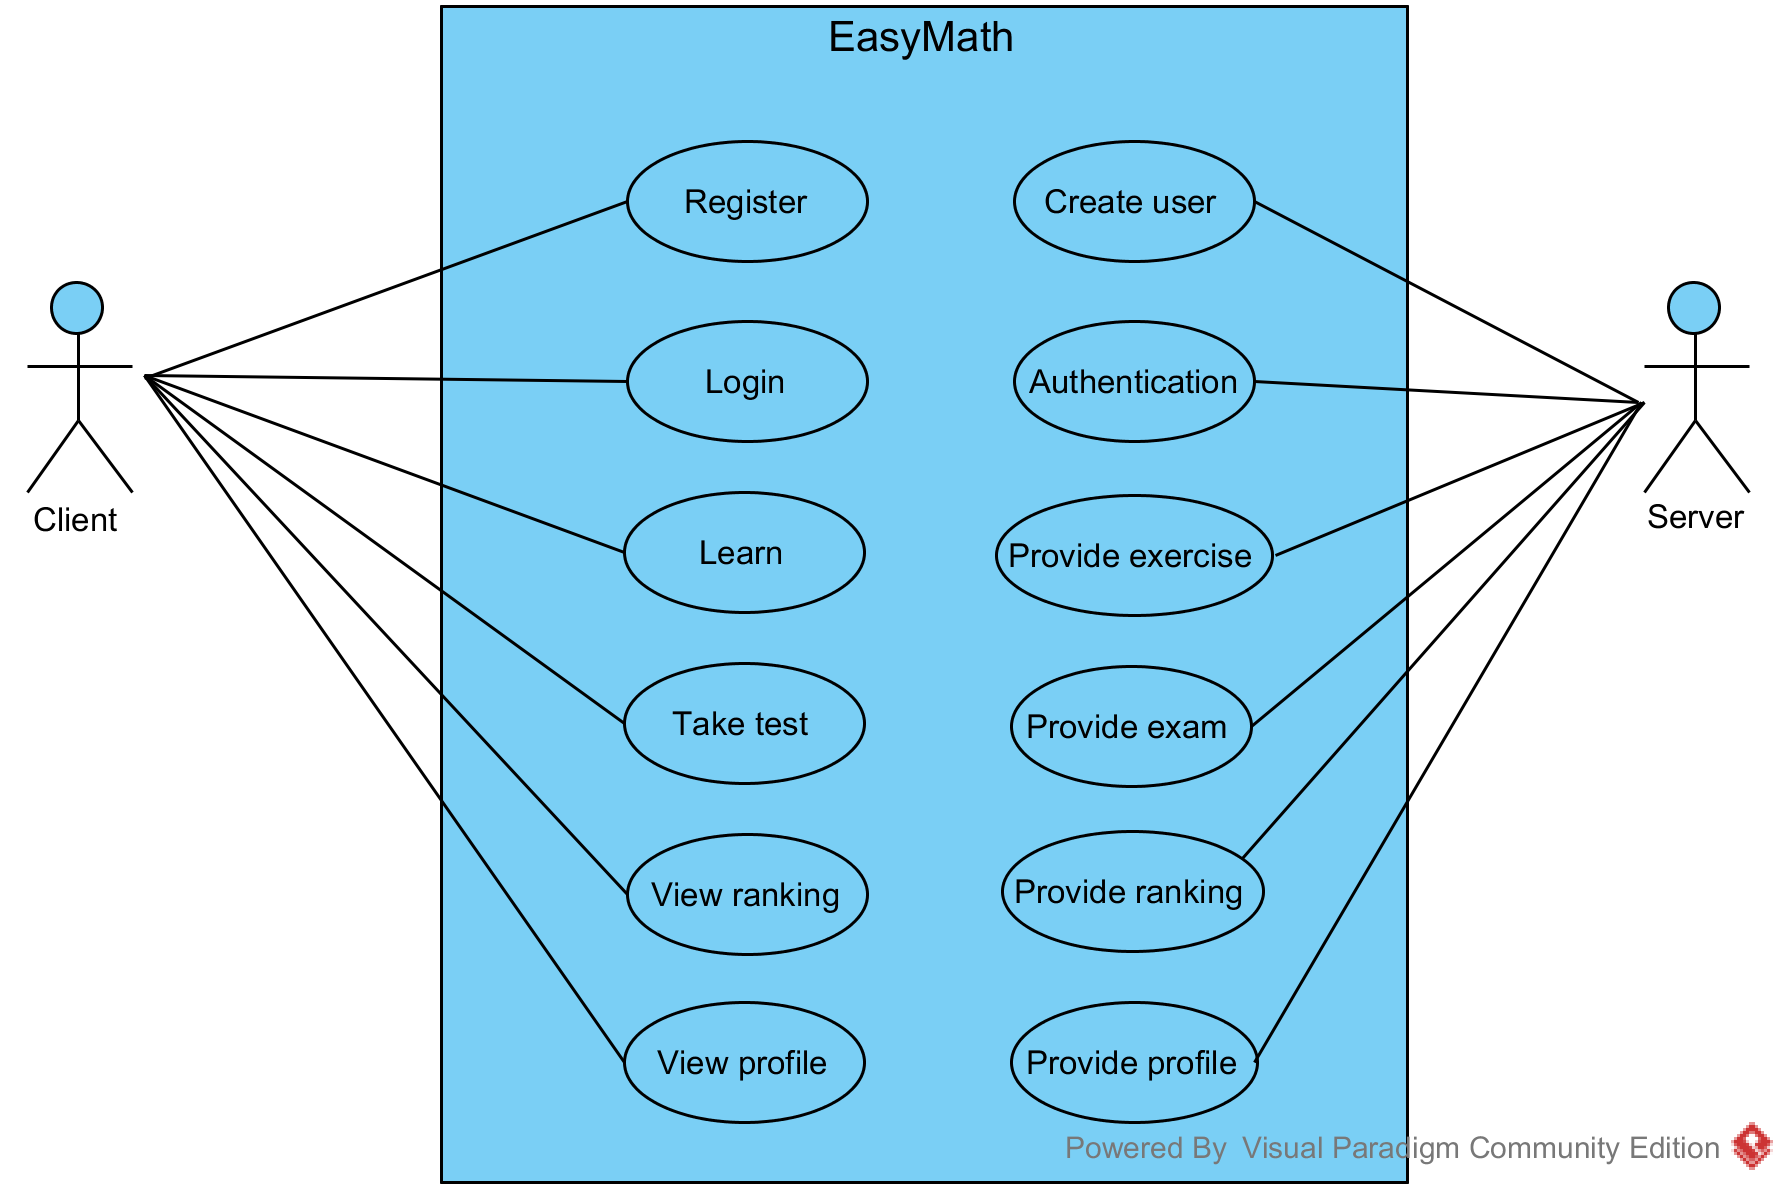 EasyMath
Register
Create user
Login
Authentication
Client
Server
Learn
Provide exercise
Take test
Provide exam
View ranking
Provide ranking
View profile
Provide profile
Powered By Visual Paradigm Community Edition